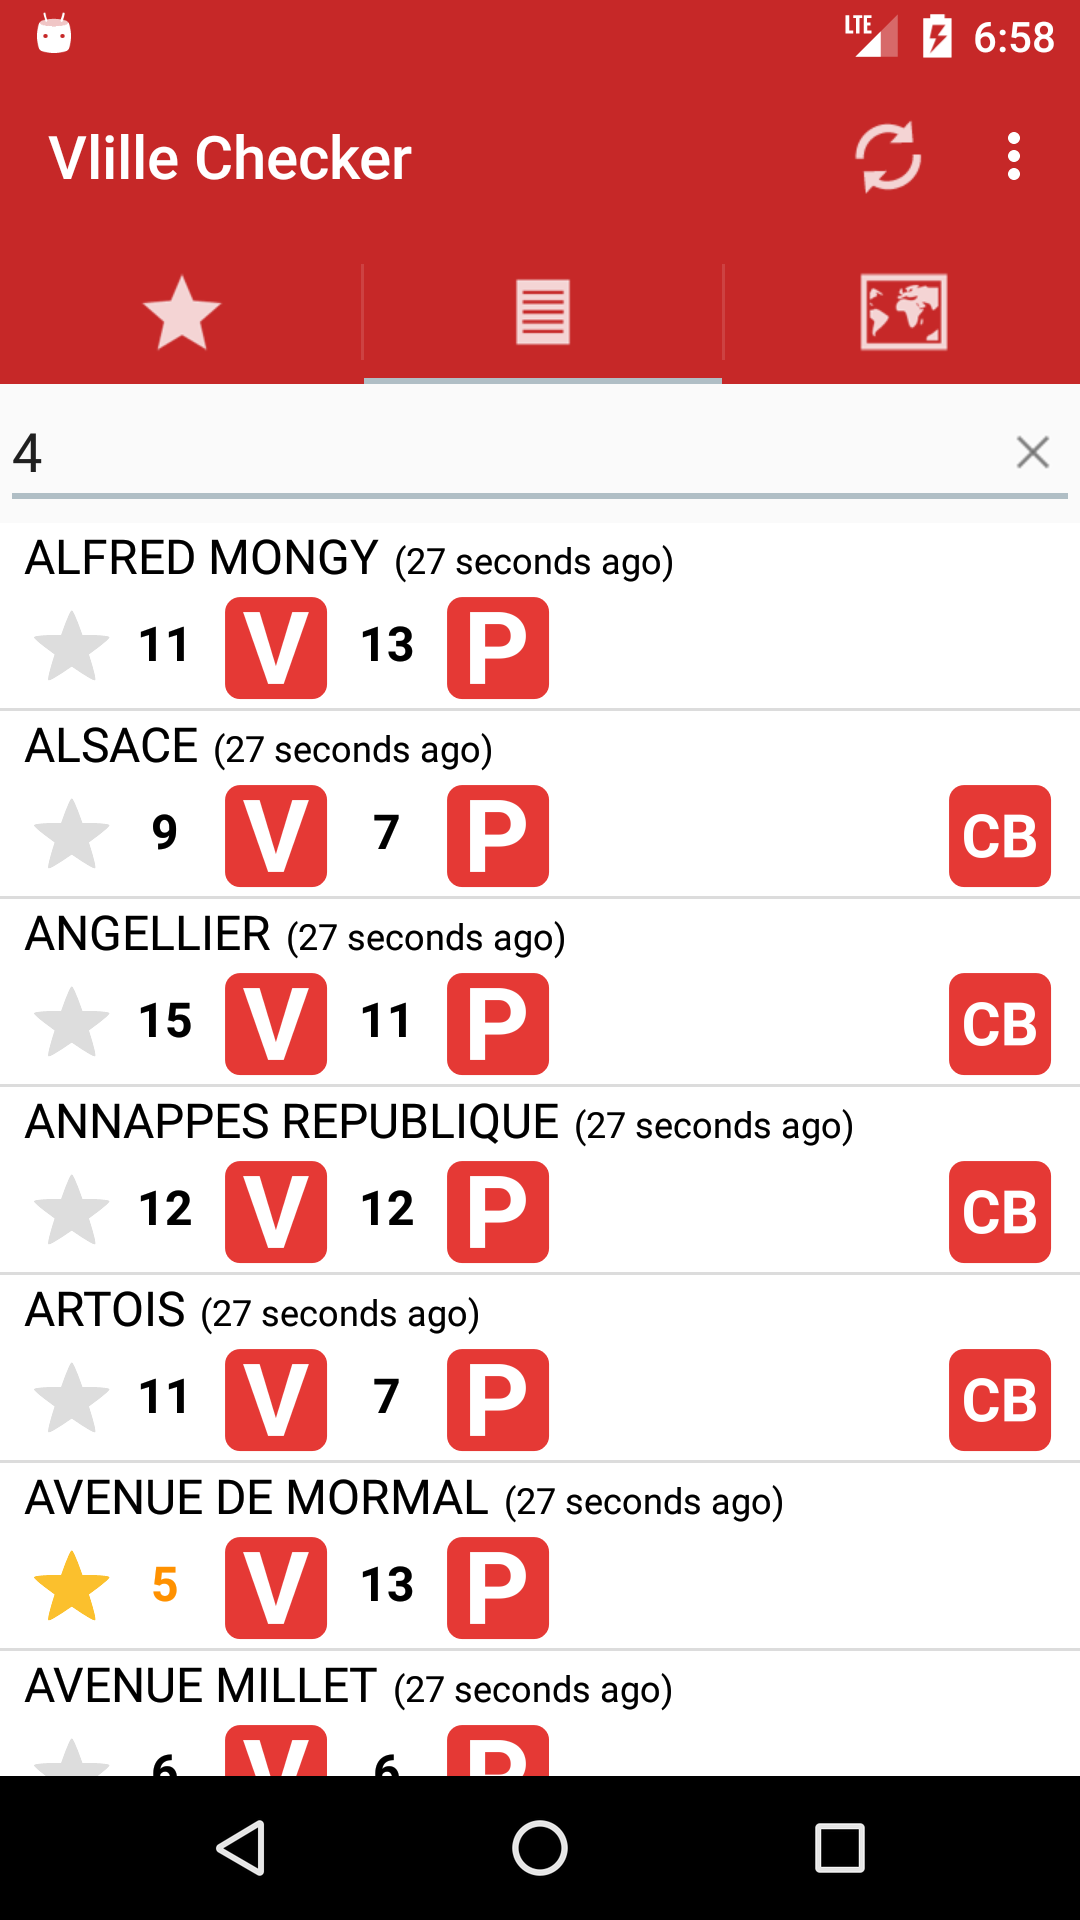 LTE 6:58
Vlille Checker
4
ALFRED MONGY (27 seconds ago)
11 V 13 P
ALSACE (27 seconds ago)
9 V 7 P CB
ANGELLIER (27 seconds ago)
15 V 11 P CB
ANNAPPES REPUBLIQUE (27 seconds ago)
12 V 12 P CB
ARTOIS (27 seconds ago)
11 V 7 P CB
AVENUE DE MORMAL (27 seconds ago)
5 V 13 P
AVENUE MILLET (27 seconds ago)
6 V 6 P